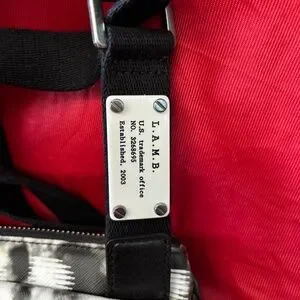 L.A.M.B.
U.S. trademark office
NO. 3268695
Established, 2003